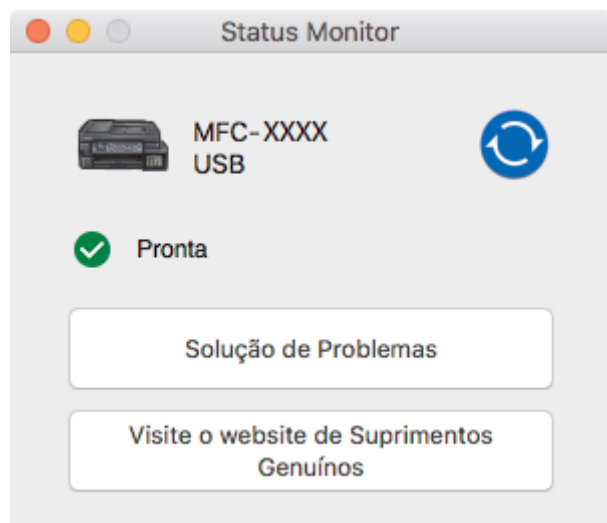 Status Monitor
MFC-XXXX
USB
Pronta
Solução de Problemas
Visite o website de Suprimentos
Genuínos